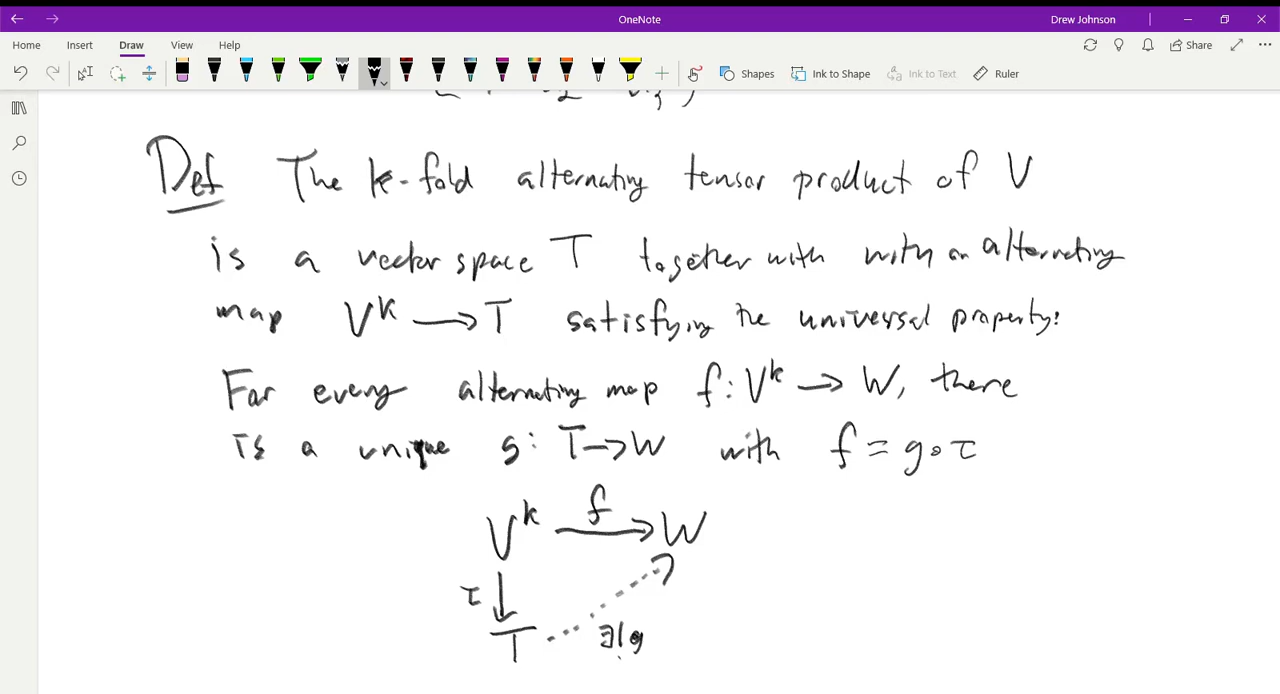 OneNote
Drew Johnson
Home Insert Draw View Help
Share
Shapes Ink to Shape Ink to Text Ruler
Def The k-fold alternating tensor product of V
is a vector space T together with with an alternating
map V^k → T satisfying the universal property:
For every alternating map f: V^k → W, there
is a unique g: T → W with f = g∘τ
V^k f → W
τ ↓
T ∃!g